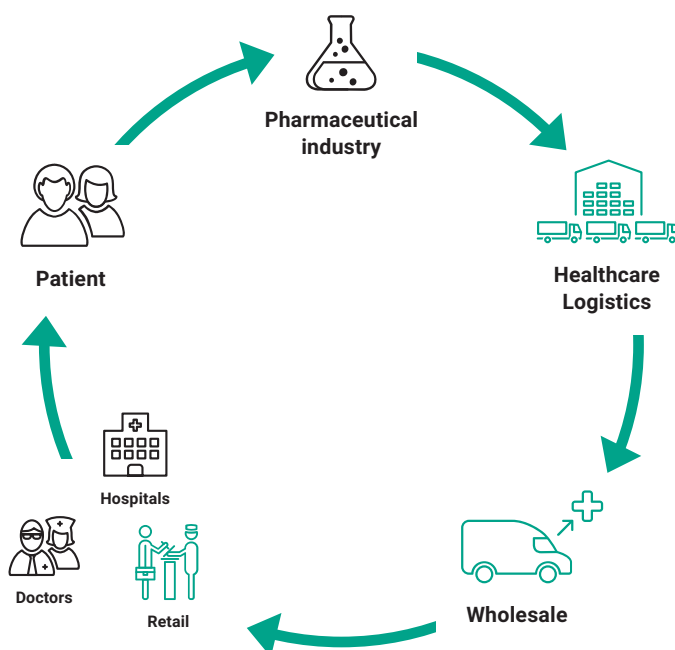 Pharmaceutical
industry
Healthcare
Logistics
Patient
Hospitals
Doctors
Retail
Wholesale